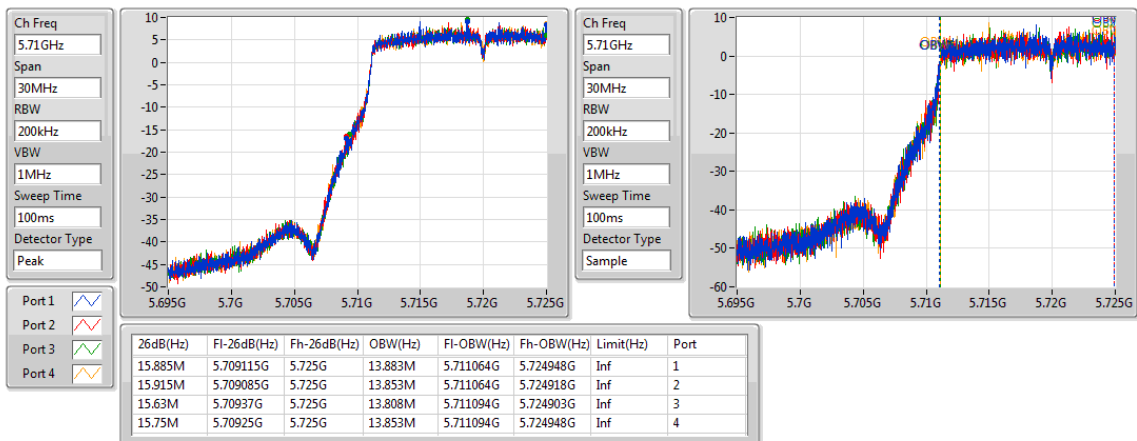 Ch Freq
5.71GHz
Span
30MHz
RBW
200kHz
VBW
1MHz
Sweep Time
100ms
Detector Type
Peak
10
5
0
-5
-10
-15
-20
-25
-30
-35
-40
-45
-50
5.695G 5.7G 5.705G 5.71G 5.715G 5.72G 5.725G
Ch Freq
5.71GHz
Span
30MHz
RBW
200kHz
VBW
1MHz
Sweep Time
100ms
Detector Type
Sample
10
0
-10
-20
-30
-40
-50
-60
5.695G 5.7G 5.705G 5.71G 5.715G 5.72G 5.725G
Port 1
Port 2
Port 3
Port 4
26dB(Hz) Fl-26dB(Hz) Fh-26dB(Hz) OBW(Hz) Fl-OBW(Hz) Fh-OBW(Hz) Limit(Hz) Port
15.885M 5.709115G 5.725G 13.883M 5.711064G 5.724948G Inf 1
15.915M 5.709085G 5.725G 13.853M 5.711064G 5.724918G Inf 2
15.63M 5.70937G 5.725G 13.808M 5.711094G 5.724903G Inf 3
15.75M 5.70925G 5.725G 13.853M 5.711094G 5.724948G Inf 4